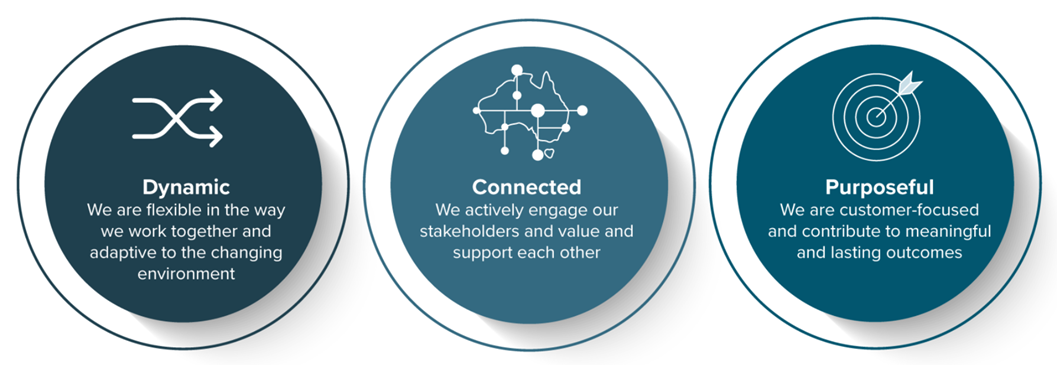 Dynamic
We are flexible in the way
we work together and
adaptive to the changing
environment
Connected
We actively engage our
stakeholders and value and
support each other
Purposeful
We are customer-focused
and contribute to meaningful
and lasting outcomes